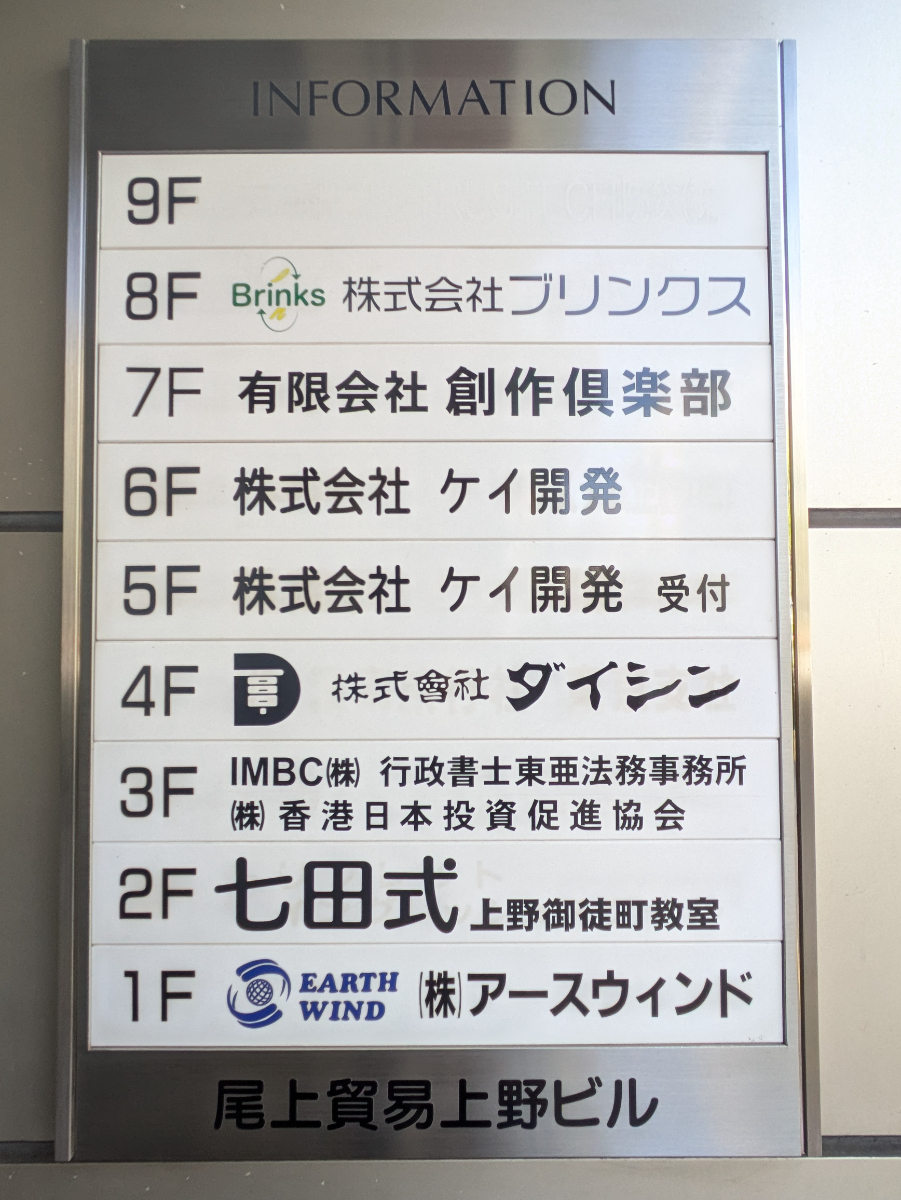 INFORMATION
9F
8F Brinks 株式会社ブリンクス
7F 有限会社 創作倶楽部
6F 株式会社 ケイ開発
5F 株式会社 ケイ開発 受付
4F 株式會社 ダイシン
3F IMBC㈱ 行政書士東亜法務事務所
㈱香港日本投資促進協会
2F 七田式 上野御徒町教室
1F EARTH WIND ㈱アースウィンド
尾上貿易上野ビル